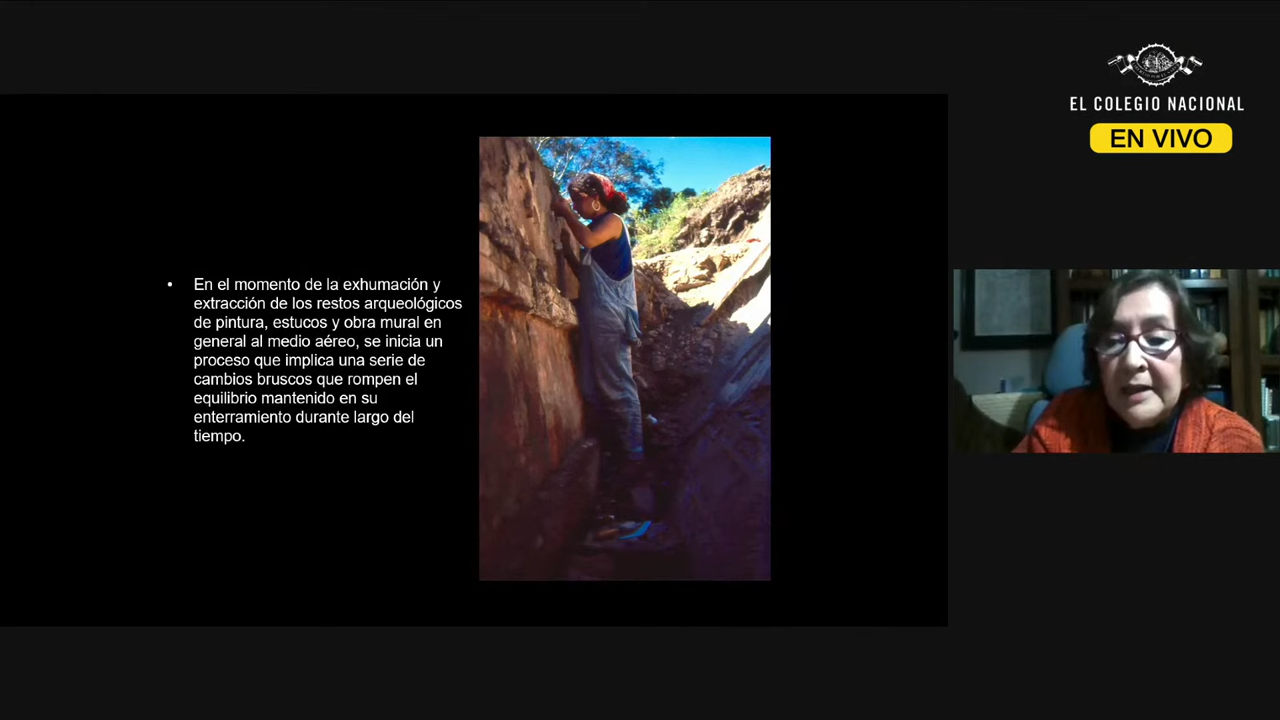 EL COLEGIO NACIONAL
EN VIVO
• En el momento de la exhumación y
extracción de los restos arqueológicos
de pintura, estucos y obra mural en
general al medio aéreo, se inicia un
proceso que implica una serie de
cambios bruscos que rompen el
equilibrio mantenido en su
enterramiento durante largo del
tiempo.